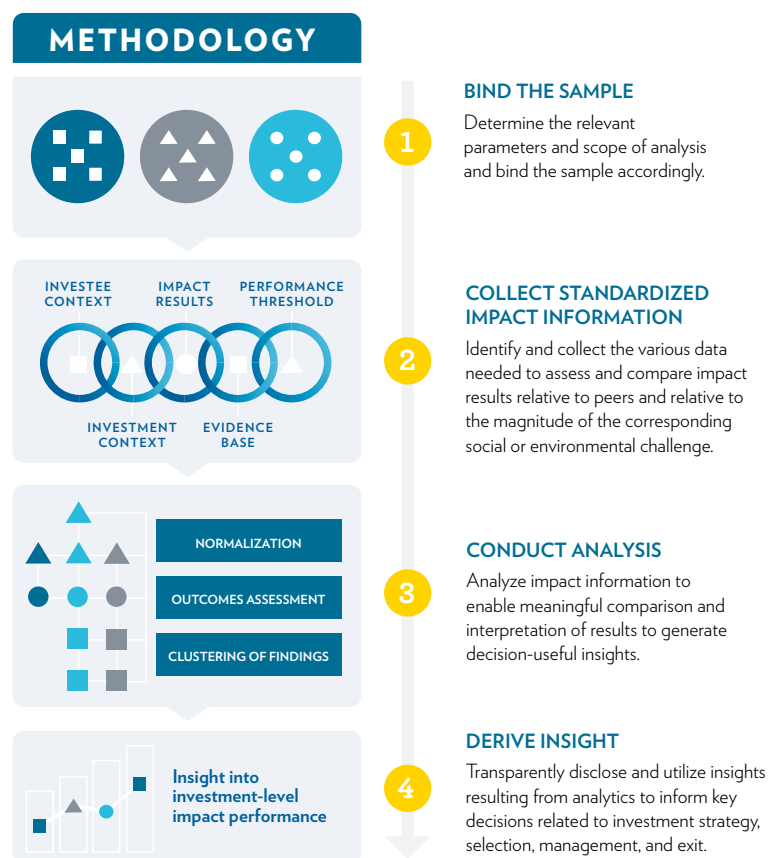 METHODOLOGY
1
BIND THE SAMPLE
Determine the relevant
parameters and scope of analysis
and bind the sample accordingly.
INVESTEE
CONTEXT
IMPACT
RESULTS
PERFORMANCE
THRESHOLD
INVESTMENT
CONTEXT
EVIDENCE
BASE
2
COLLECT STANDARDIZED
IMPACT INFORMATION
Identify and collect the various data
needed to assess and compare impact
results relative to peers and relative to
the magnitude of the corresponding
social or environmental challenge.
NORMALIZATION
OUTCOMES ASSESSMENT
CLUSTERING OF FINDINGS
3
CONDUCT ANALYSIS
Analyze impact information to
enable meaningful comparison and
interpretation of results to generate
decision-useful insights.
Insight into
investment-level
impact performance
4
DERIVE INSIGHT
Transparently disclose and utilize insights
resulting from analytics to inform key
decisions related to investment strategy,
selection, management, and exit.